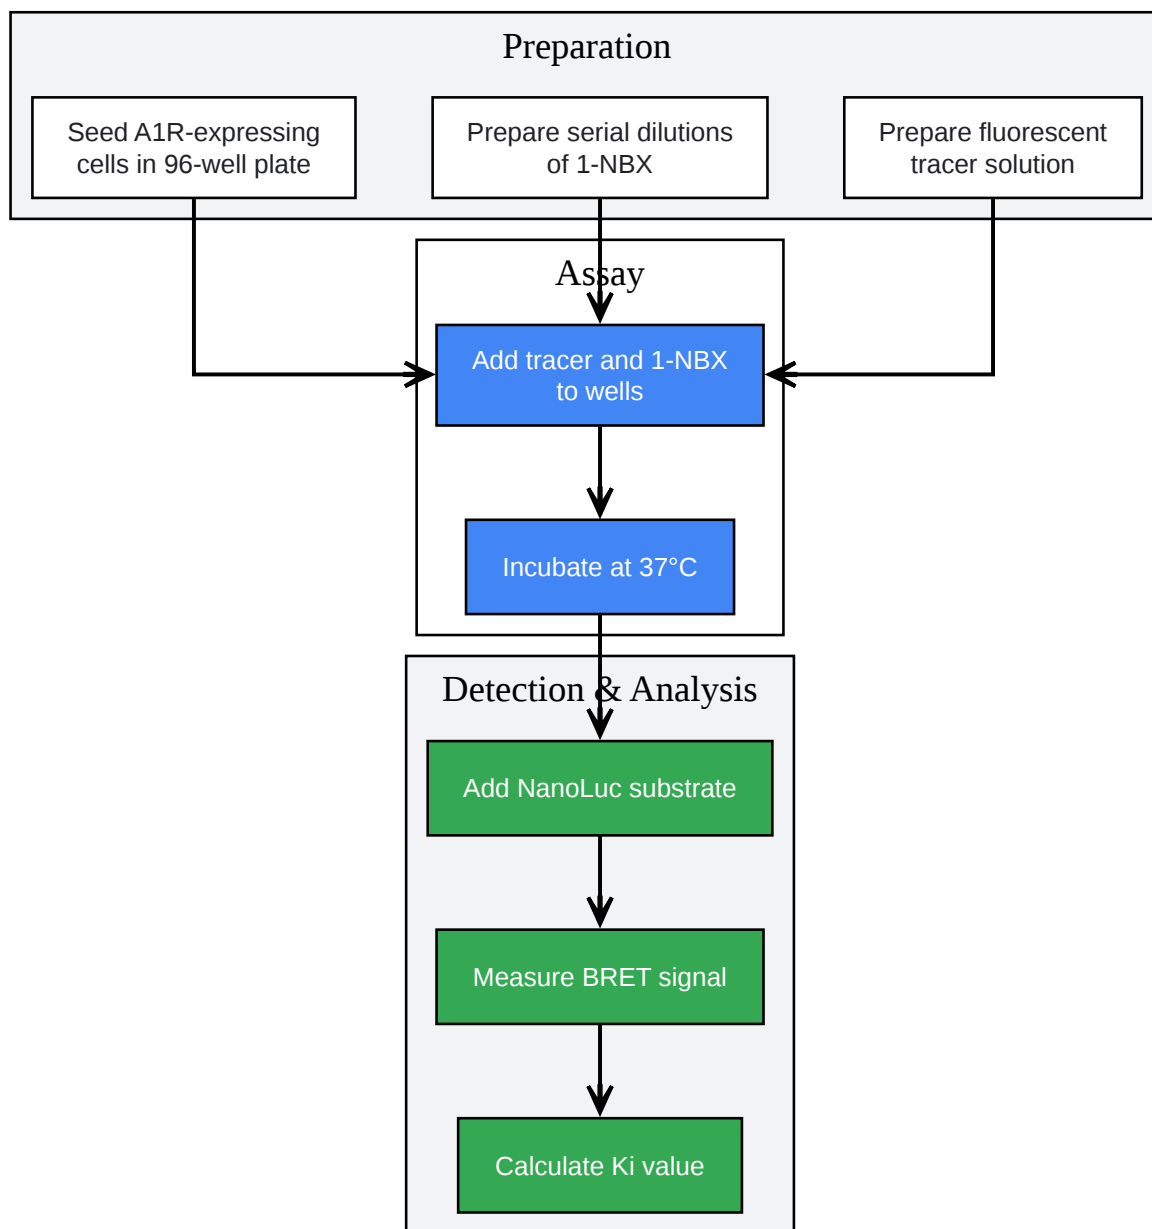 Preparation
Seed A1R-expressing
cells in 96-well plate
Prepare serial dilutions
of 1-NBX
Prepare fluorescent
tracer solution
Assay
Add tracer and 1-NBX
to wells
Incubate at 37°C
Detection & Analysis
Add NanoLuc substrate
Measure BRET signal
Calculate Ki value